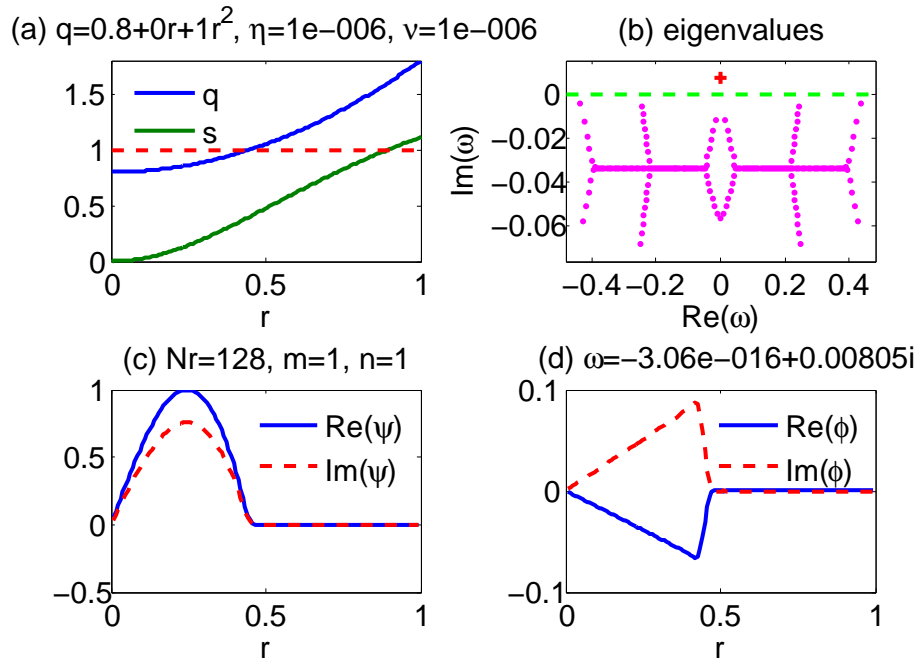 (a) q=0.8+0r+1r², η=1e−006, ν=1e−006
1.5
1
0.5
0
q
s
0
0.5
1
r
(b) eigenvalues
0
−0.02
−0.04
−0.06
Im(ω)
−0.4
−0.2
0
0.2
0.4
Re(ω)
(c) Nr=128, m=1, n=1
1
0.5
0
−0.5
Re(ψ)
Im(ψ)
0
0.5
1
r
(d) ω=−3.06e−016+0.00805i
0.1
0
−0.1
Re(ϕ)
Im(ϕ)
0
0.5
1
r